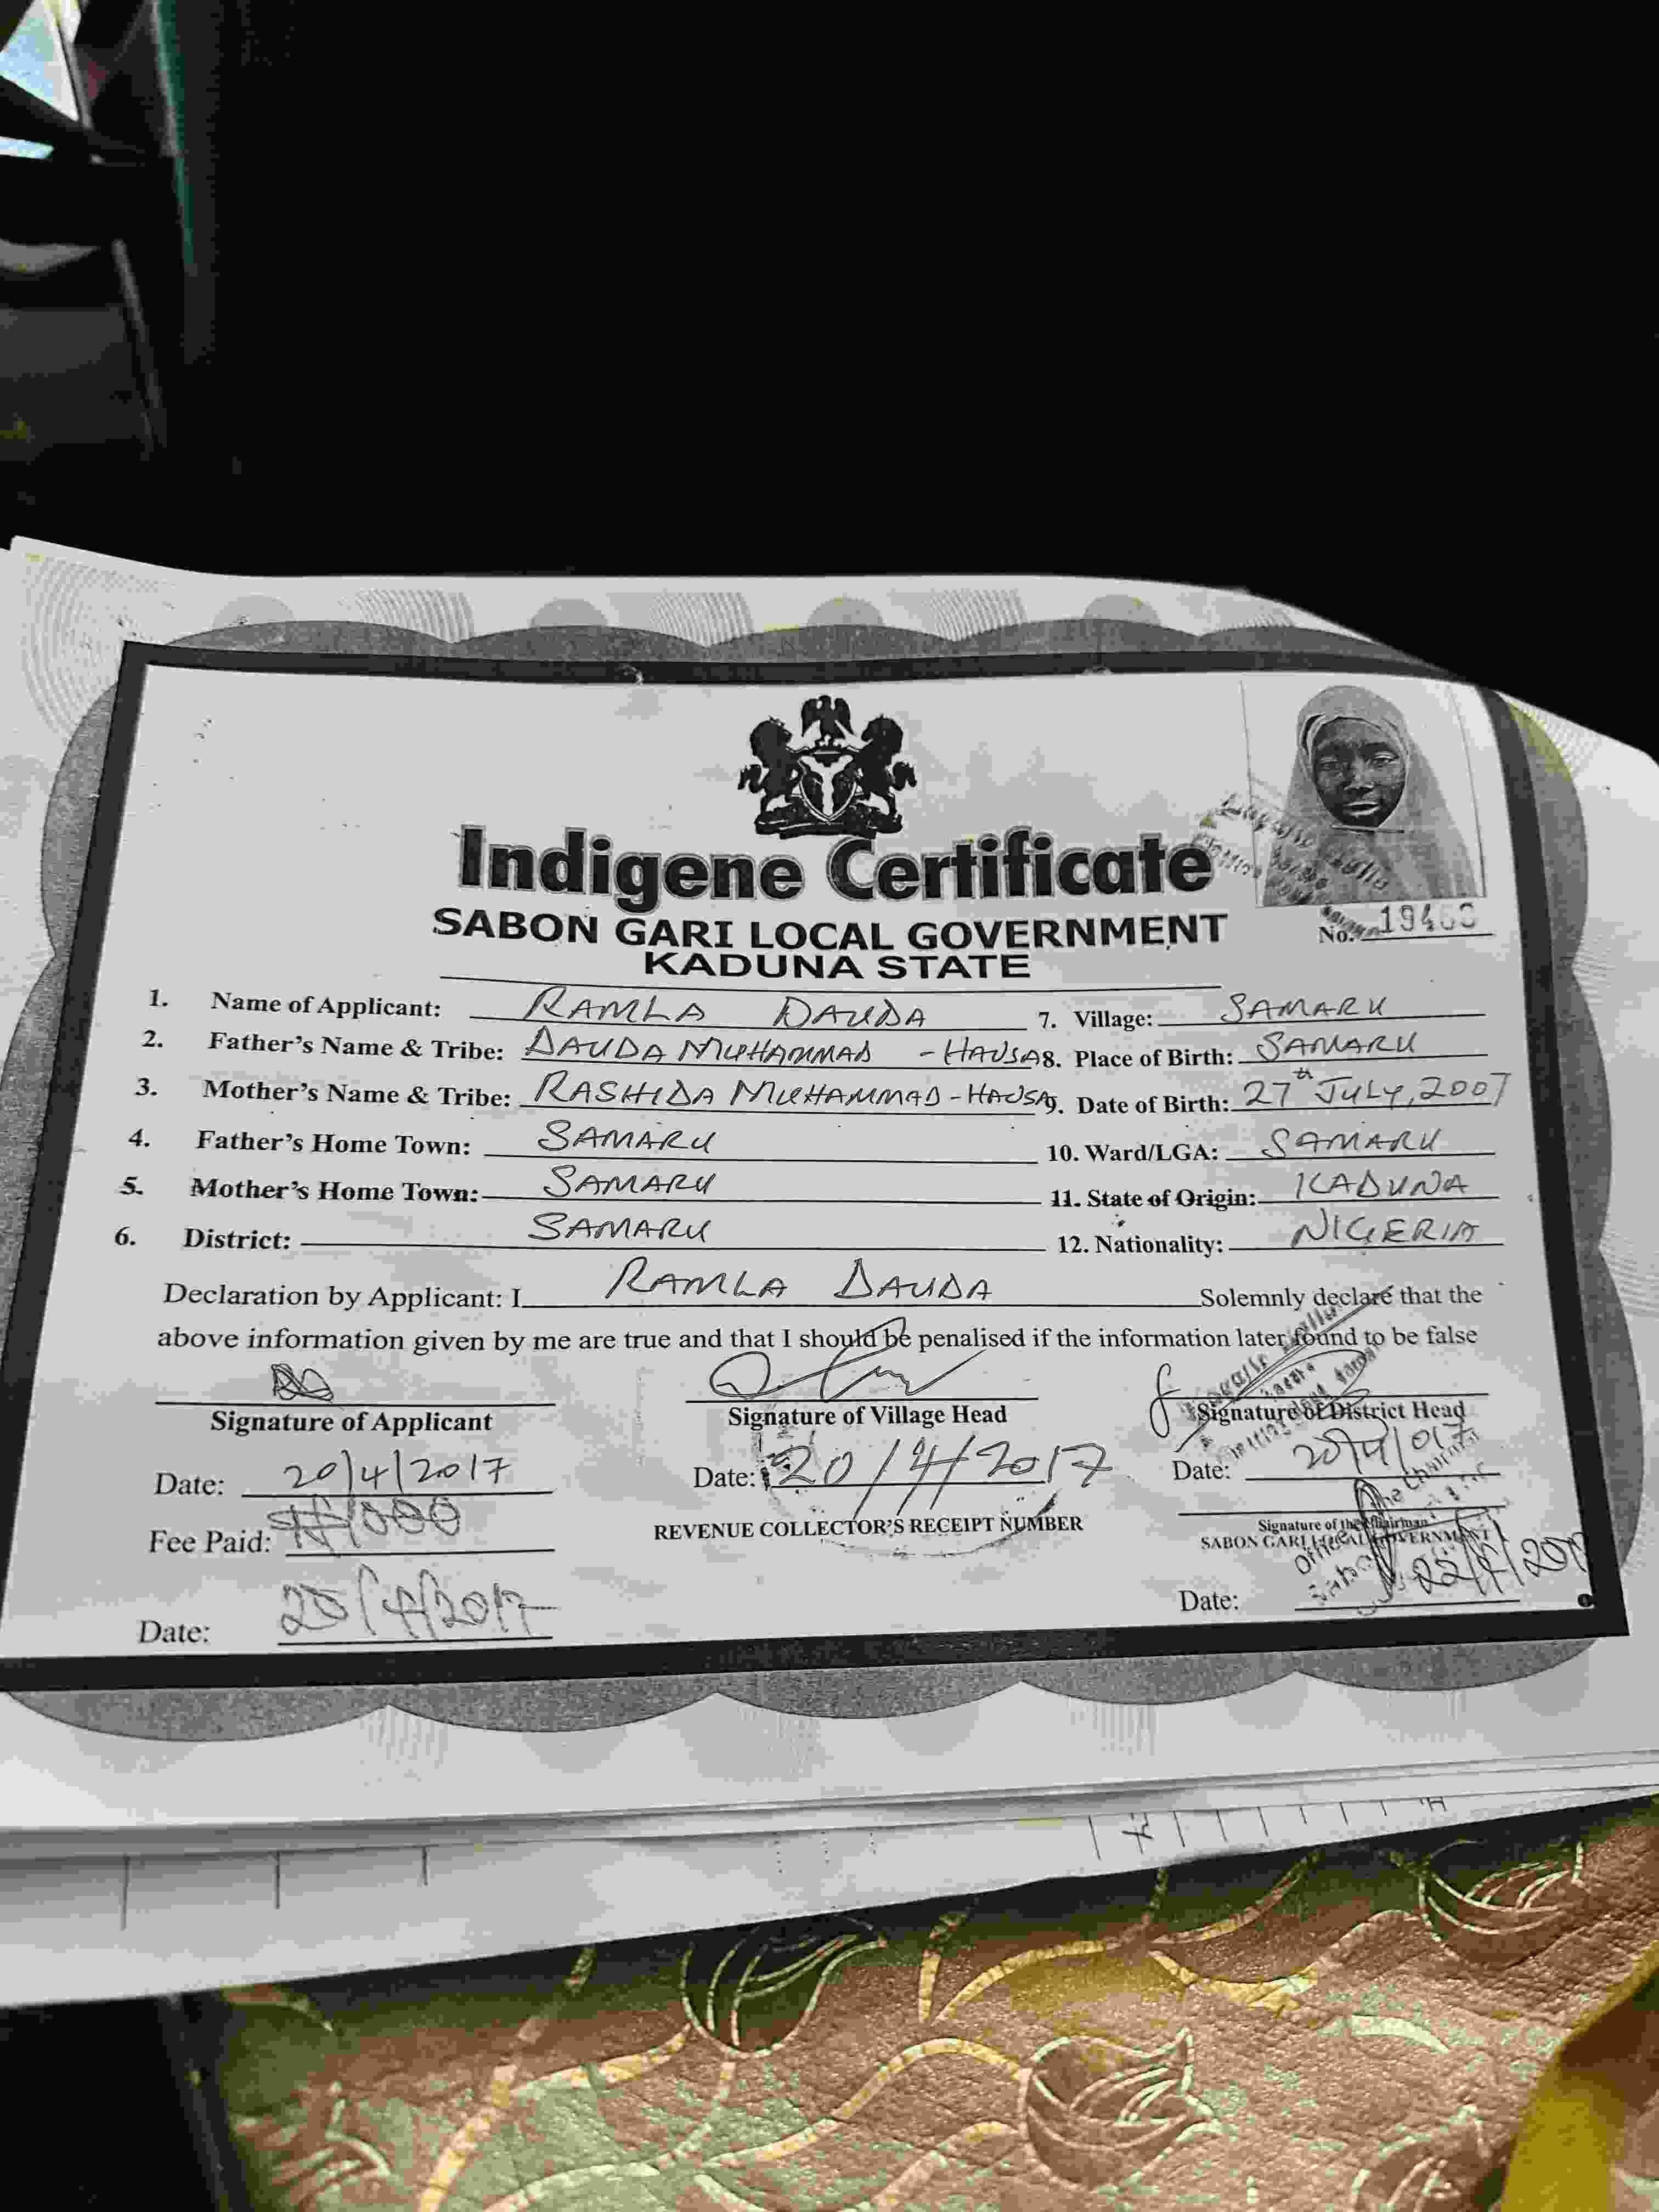 Indigene Certificate
SABON GARI LOCAL GOVERNMENT
KADUNA STATE
No.
1. Name of Applicant: RAMLA DAUDA
7. Village: SAMARU
2. Father's Name & Tribe: DAUDA MUHAMMAD - HAUSA
8. Place of Birth: SAMARU
3. Mother's Name & Tribe: RASHIDA MUHAMMAD - HAUSA
9. Date of Birth: 27th JULY, 2007
4. Father's Home Town: SAMARU
10. Ward/LGA: SAMARU
5. Mother's Home Town: SAMARU
11. State of Origin: KADUNA
6. District: SAMARU
12. Nationality: NIGERIA
Declaration by Applicant: I RAMLA DAUDA Solemnly declare that the
above information given by me are true and that I should be penalised if the information later found to be false
Signature of Applicant
Signature of Village Head
Signature of District Head
Date: 20/4/2017
Date: 20/4/2017
Date: 20/4/017
Fee Paid: ₦1000
REVENUE COLLECTOR'S RECEIPT NUMBER
Signature of the Chairman
SABON GARI LOCAL GOVERNMENT
Date: 20/4/2017
Date: